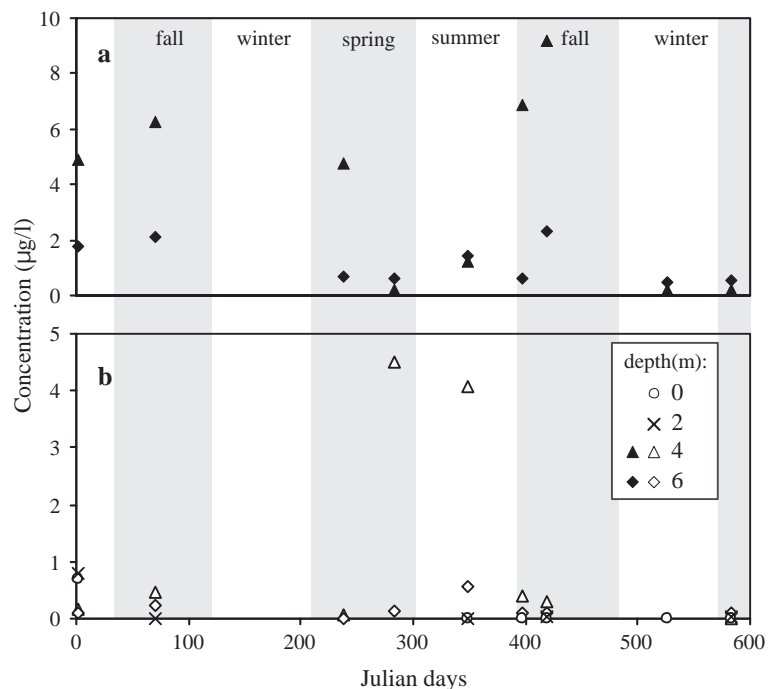 10
8
6
4
2
0
a
fall
winter
spring
summer
fall
winter
Concentration (µg/l)
5
4
3
2
1
0
b
depth(m):
0
2
4
6
0
100
200
300
400
500
600
Julian days